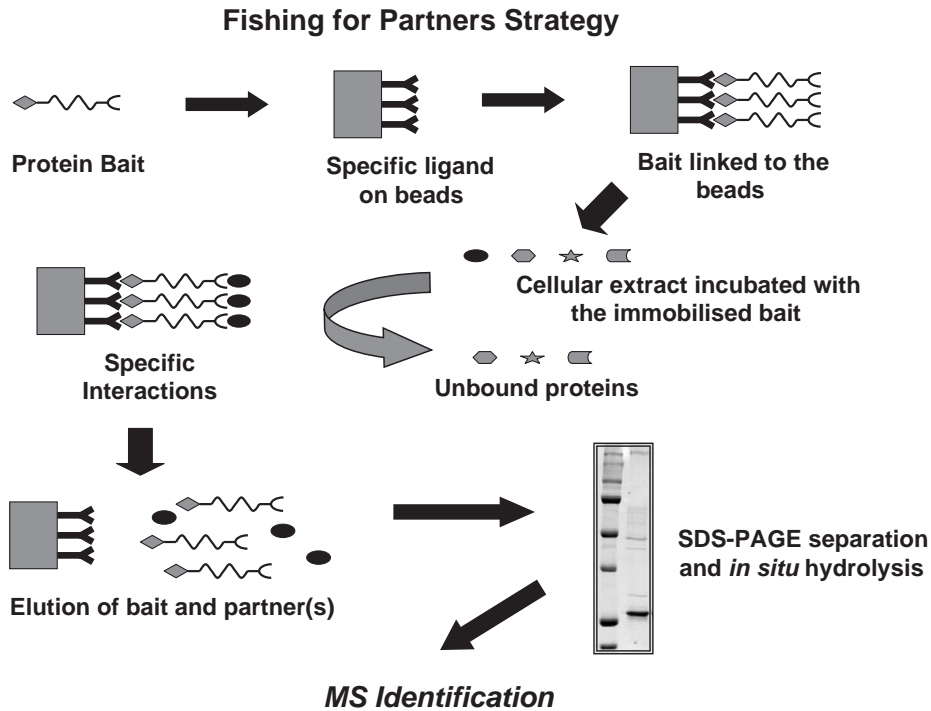 Fishing for Partners Strategy
Protein Bait
Specific ligand
on beads
Bait linked to the
beads
Cellular extract incubated with
the immobilised bait
Unbound proteins
Specific
Interactions
Elution of bait and partner(s)
SDS-PAGE separation
and in situ hydrolysis
MS Identification